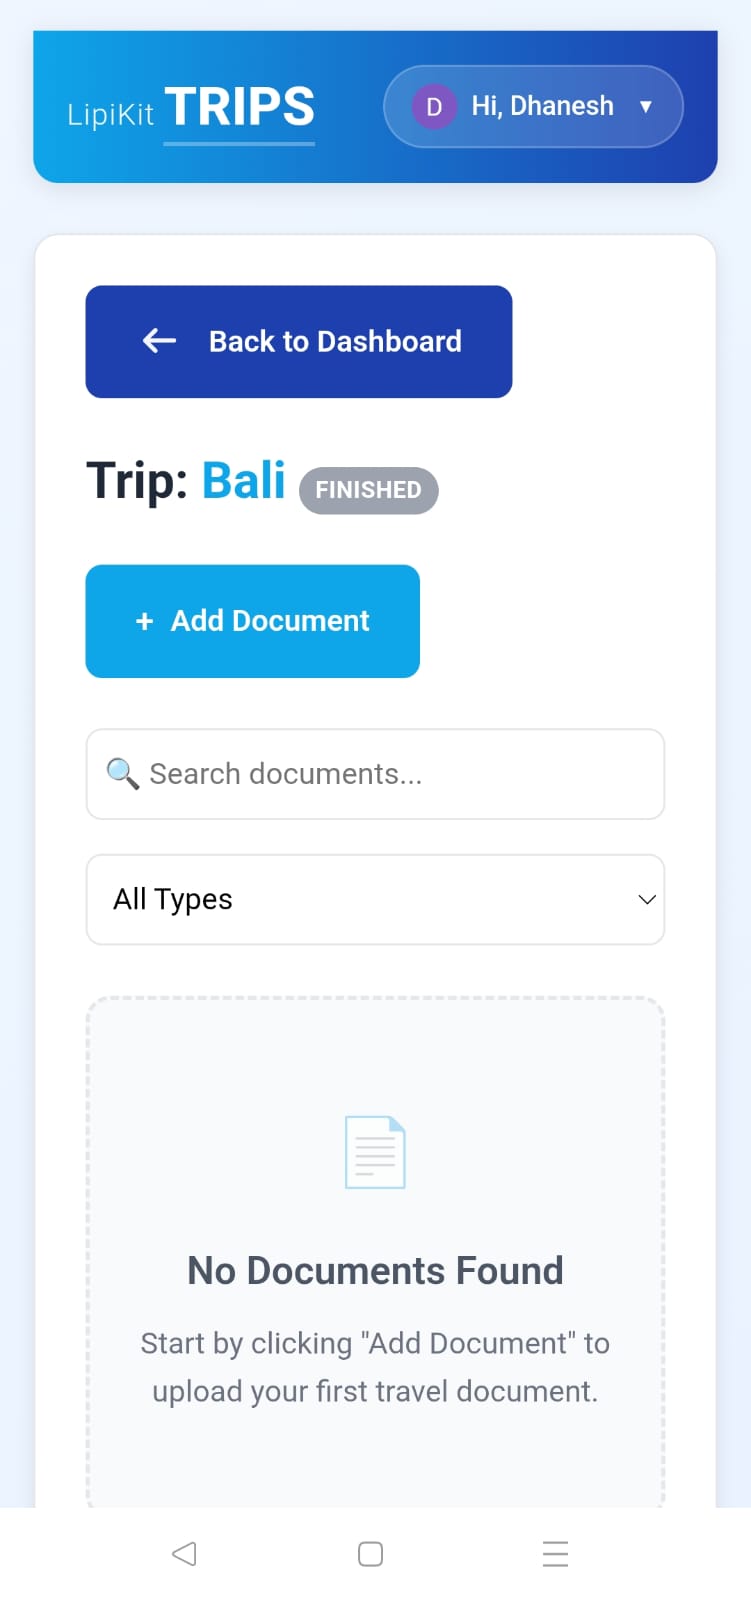 LipiKit TRIPS
D Hi, Dhanesh ▼
← Back to Dashboard
Trip: Bali FINISHED
+ Add Document
🔍 Search documents...
All Types
No Documents Found
Start by clicking "Add Document" to
upload your first travel document.